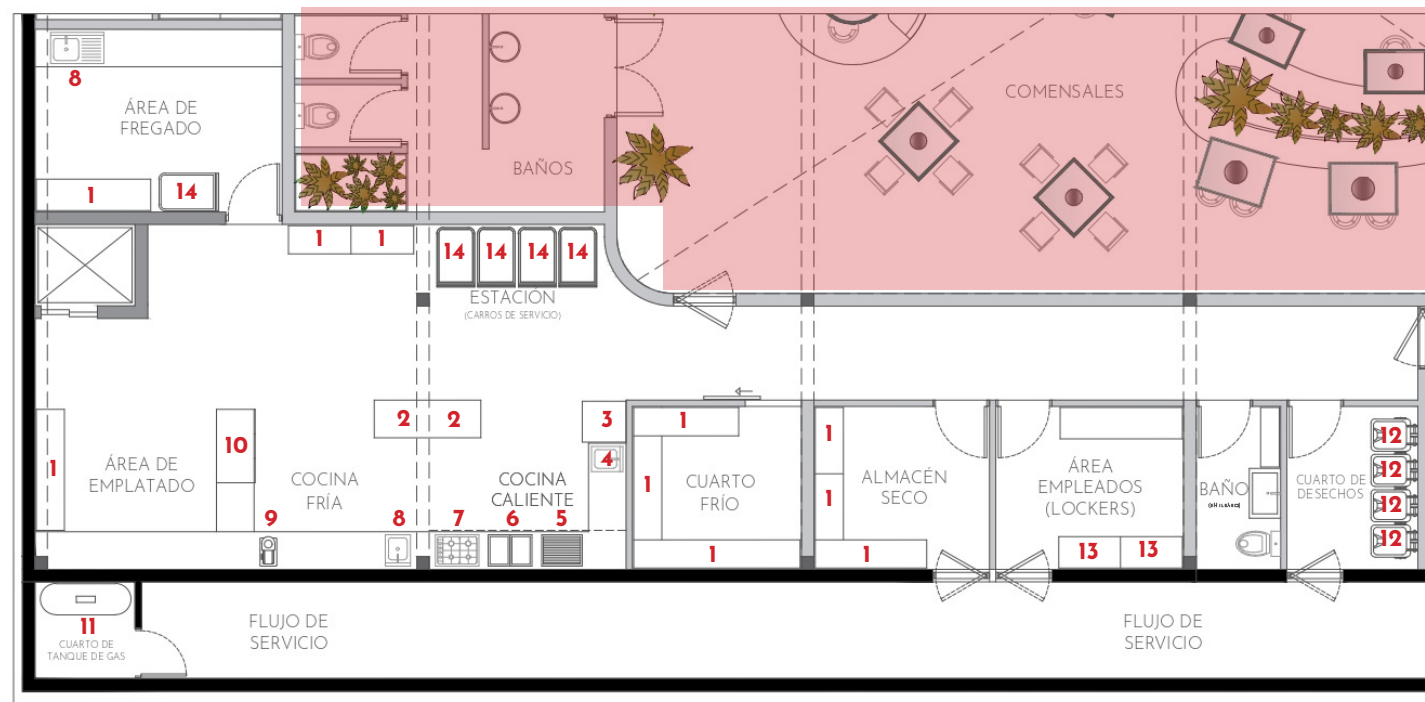 COMENSALES
8
ÁREA DE
FREGADO
BAÑOS
1
14
1
1
14
14
14
14
ESTACIÓN
(CARROS DE SERVICIO)
2
2
3
1
1
12
10
1
4
1
12
1
ÁREA DE
EMPLATADO
COCINA
FRÍA
COCINA
CALIENTE
CUARTO
FRÍO
ALMACÉN
SECO
ÁREA
EMPLEADOS
(LOCKERS)
BAÑO
CUARTO DE
DESECHOS
1
12
9
8
7
6
5
1
1
13
13
12
11
CUARTO DE
TANQUE DE GAS
FLUJO DE
SERVICIO
FLUJO DE
SERVICIO